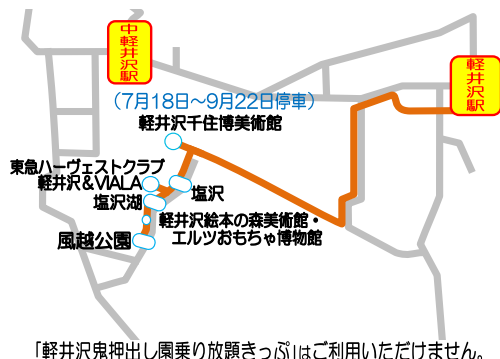 中軽井沢駅
軽井沢駅
（7月18日～9月22日停車）
軽井沢千住博美術館
東急ハーヴェストクラブ
軽井沢＆VIALA
塩沢
塩沢湖
軽井沢絵本の森美術館・
エルツおもちゃ博物館
風越公園
「軽井沢鬼押出し園乗り放題きっぷ」はご利用いただけません。